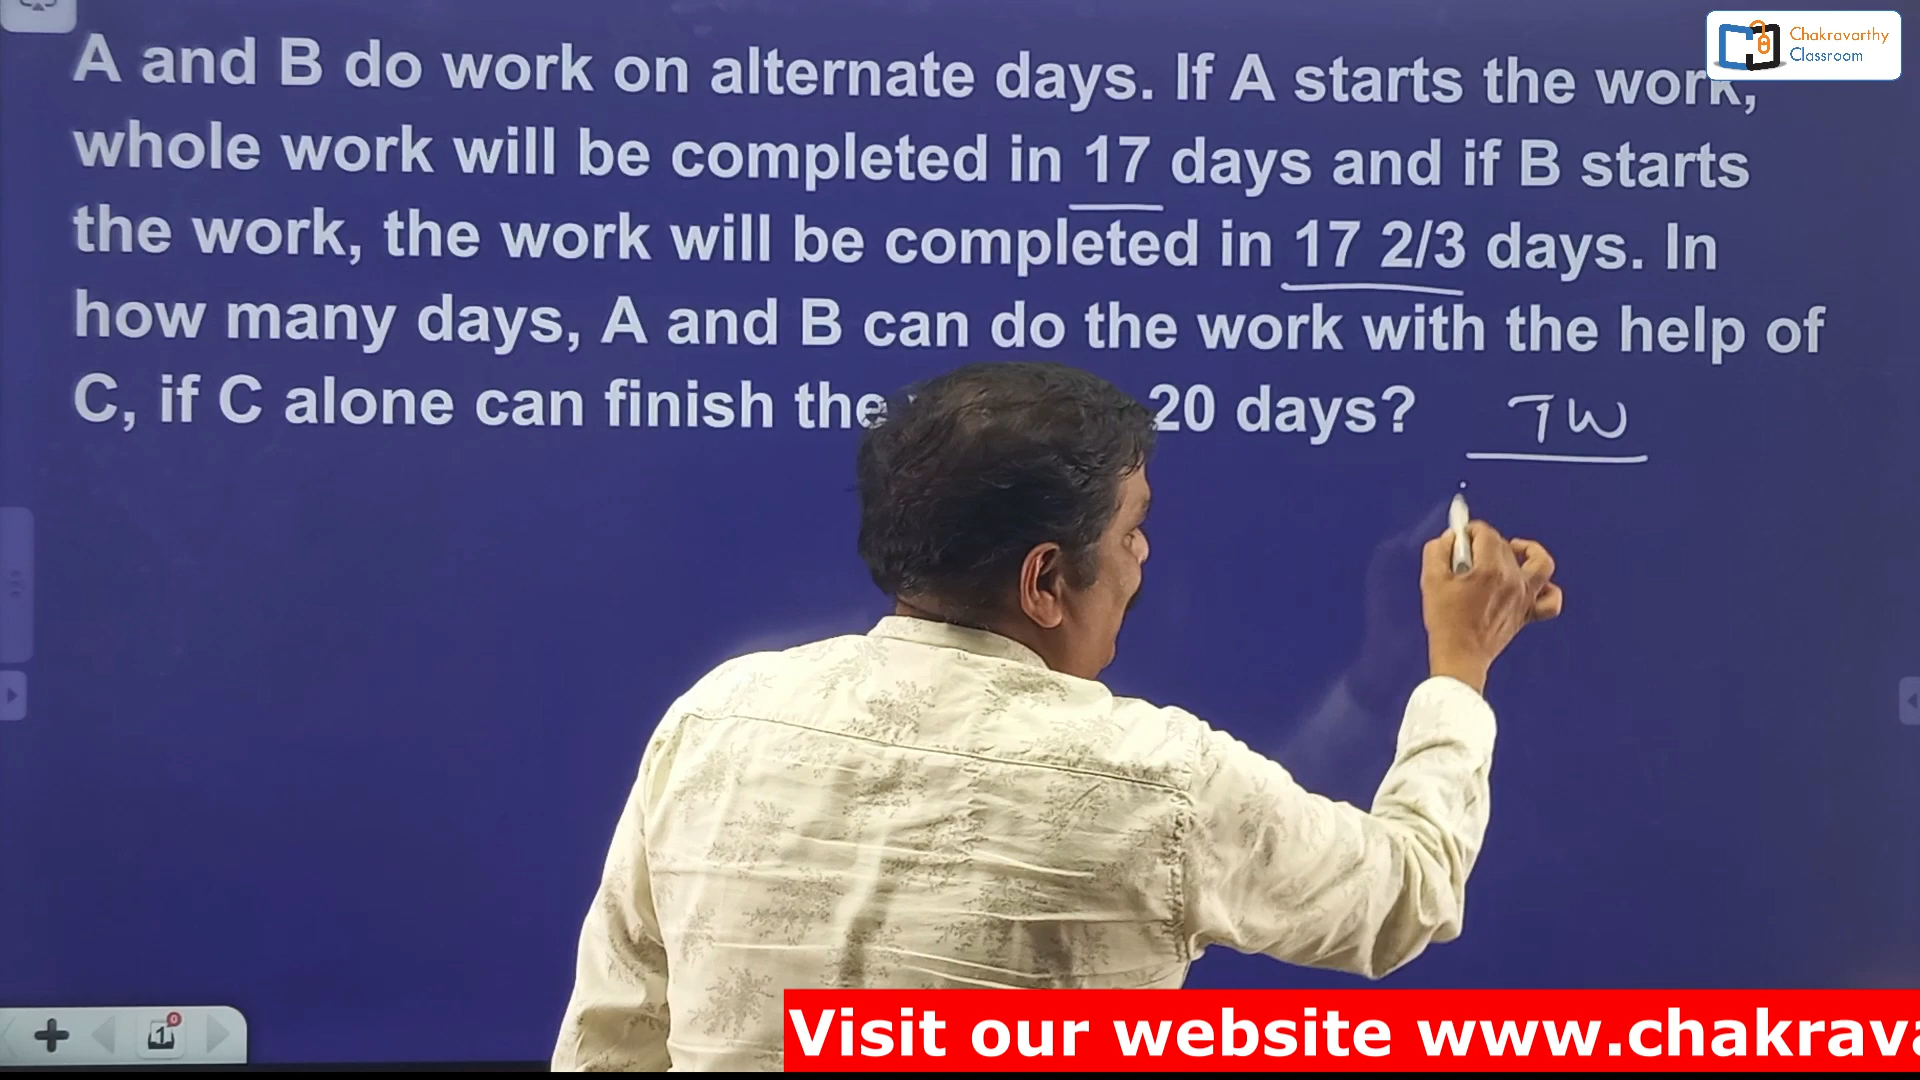 A and B do work on alternate days. If A starts the work,
whole work will be completed in 17 days and if B starts
the work, the work will be completed in 17 2/3 days. In
how many days, A and B can do the work with the help of
C, if C alone can finish the 20 days?
TW
Chakravarthy
Classroom
1
0
Visit our website www.chakrava